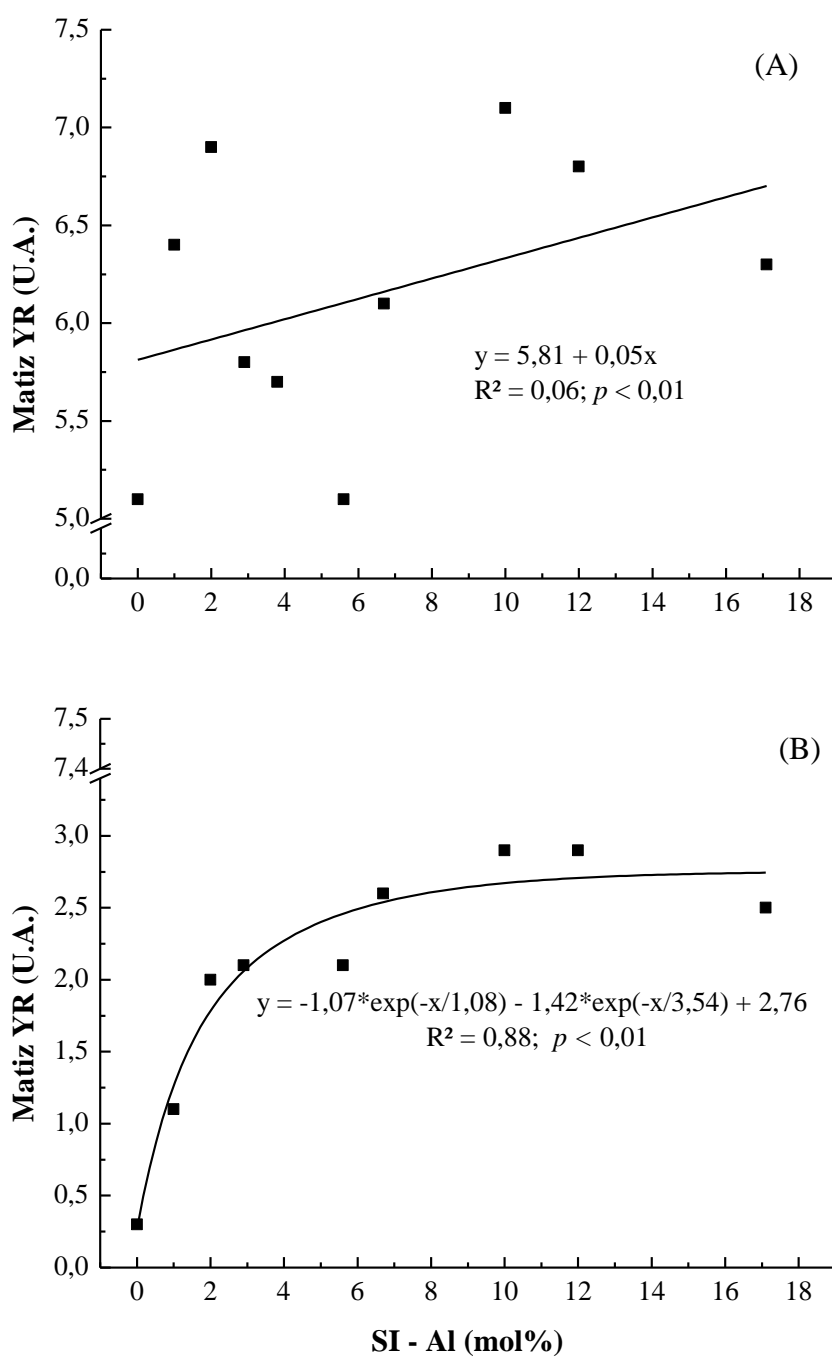 7,5
(A)
7,0
6,5
6,0
5,5
5,0
0,0
Matiz YR (U.A.)
y = 5,81 + 0,05x
R² = 0,06; p < 0,01
0 2 4 6 8 10 12 14 16 18
7,5
(B)
7,4
3,0
2,5
2,0
1,5
1,0
0,5
0,0
Matiz YR (U.A.)
y = -1,07*exp(-x/1,08) - 1,42*exp(-x/3,54) + 2,76
R² = 0,88; p < 0,01
0 2 4 6 8 10 12 14 16 18
SI - Al (mol%)